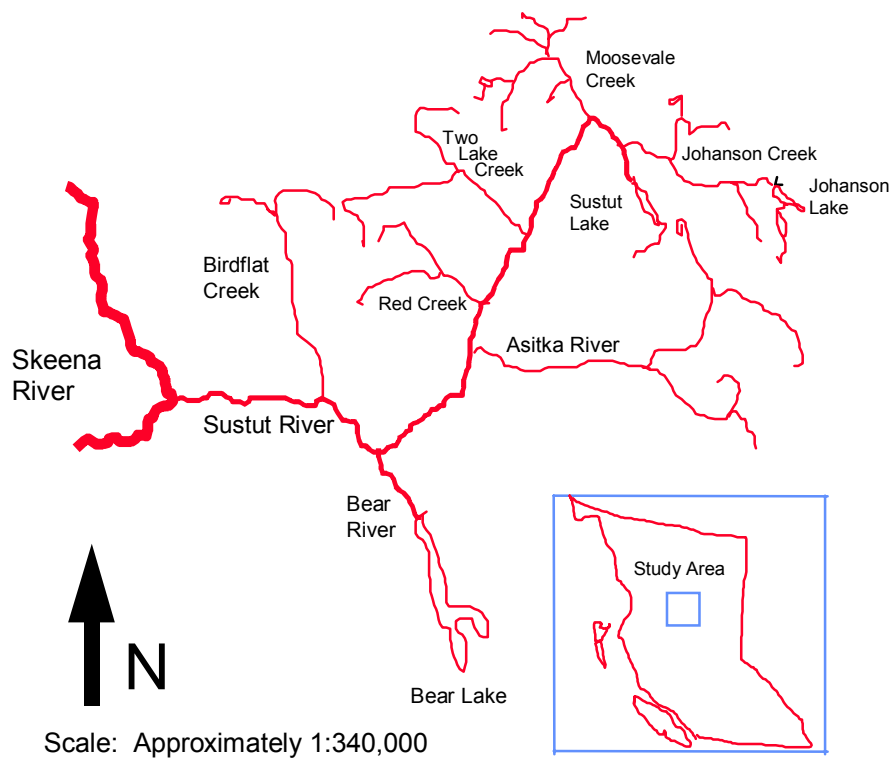 Moosevale
Creek
Two
Lake
Creek
Johanson Creek
Johanson
Lake
Sustut
Lake
Birdflat
Creek
Red Creek
Asitka River
Skeena
River
Sustut River
Bear
River
Study Area
N
Bear Lake
Scale: Approximately 1:340,000